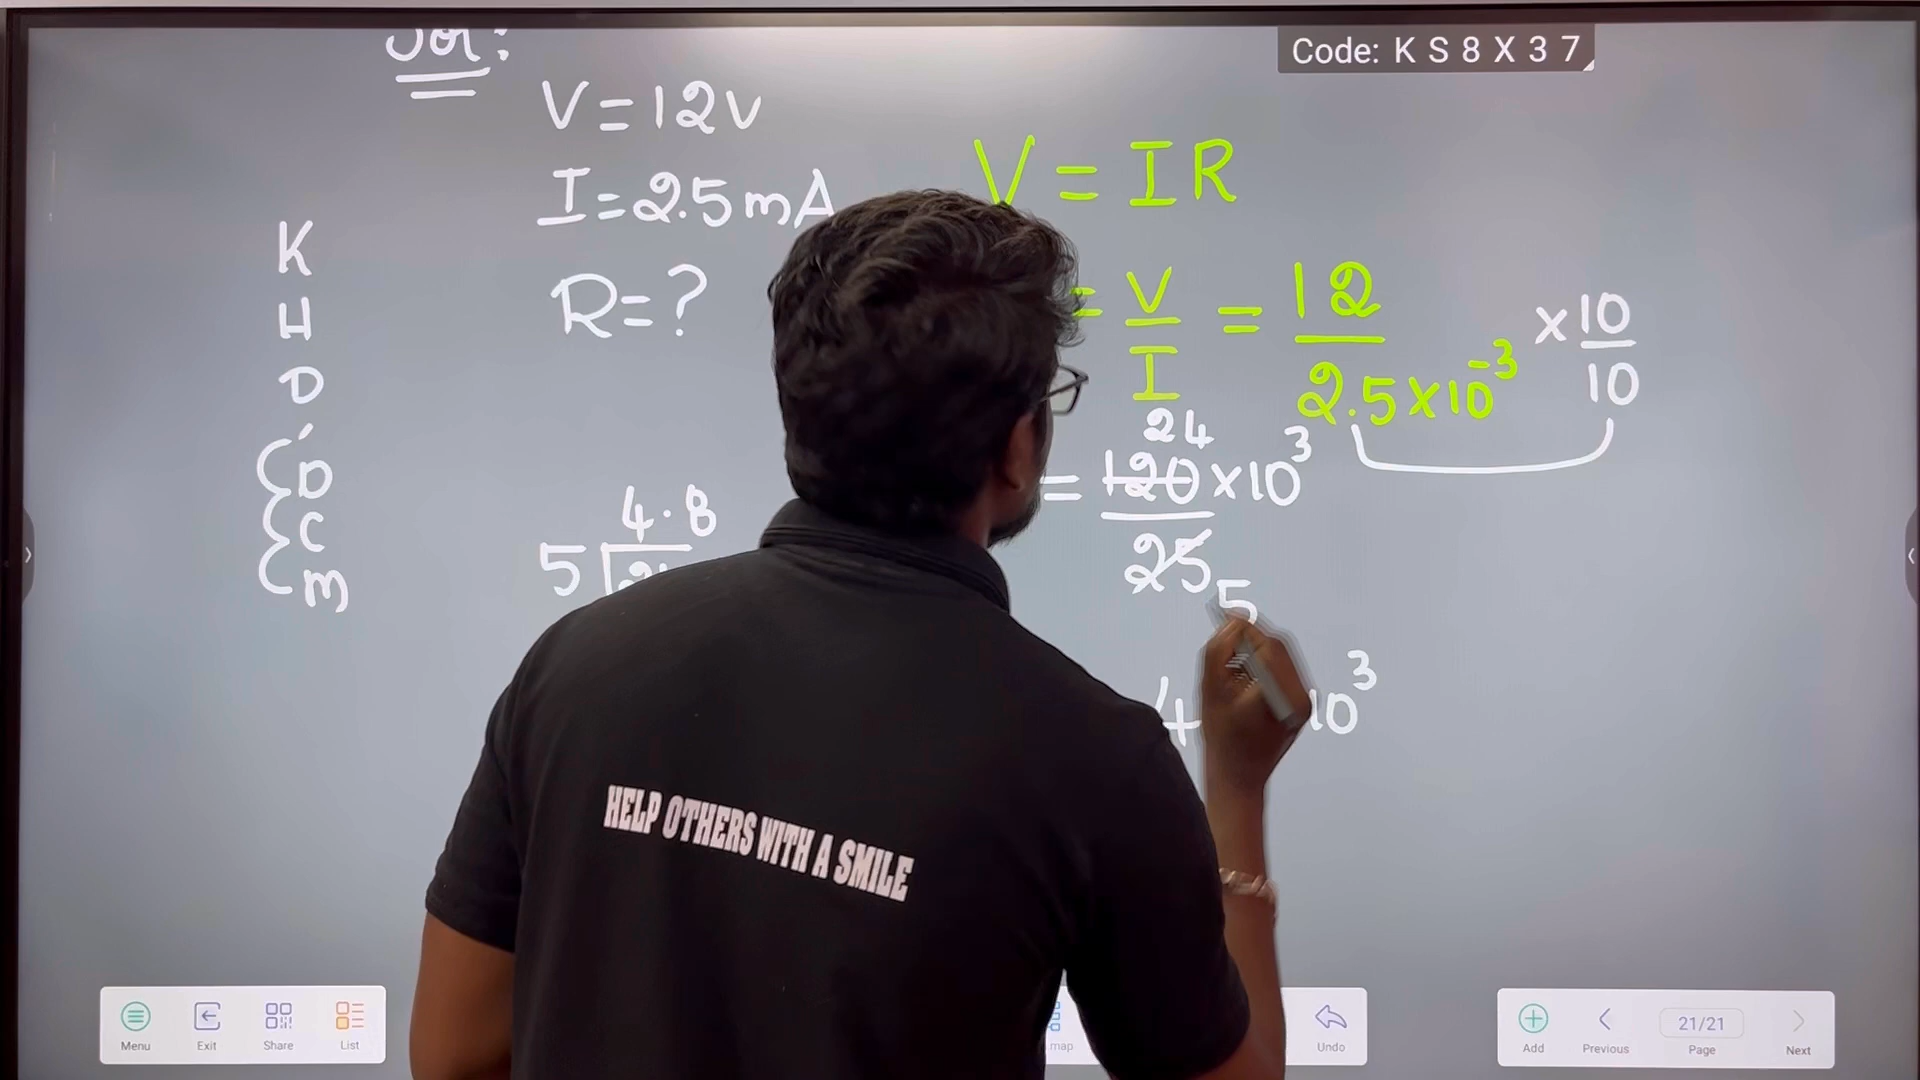 Sol:
Code: K S 8 X 3 7
V=12V
I=2.5mA
R=?
K
H
D
D
C
m
4.8
5
V = IR
= V/I = 12/2.5×10⁻³ ×10/10
24
= 120×10³/25
5
4 10³
HELP OTHERS WITH A SMILE
Menu
Exit
Share
List
map
Undo
Add
Previous
21/21
Page
Next